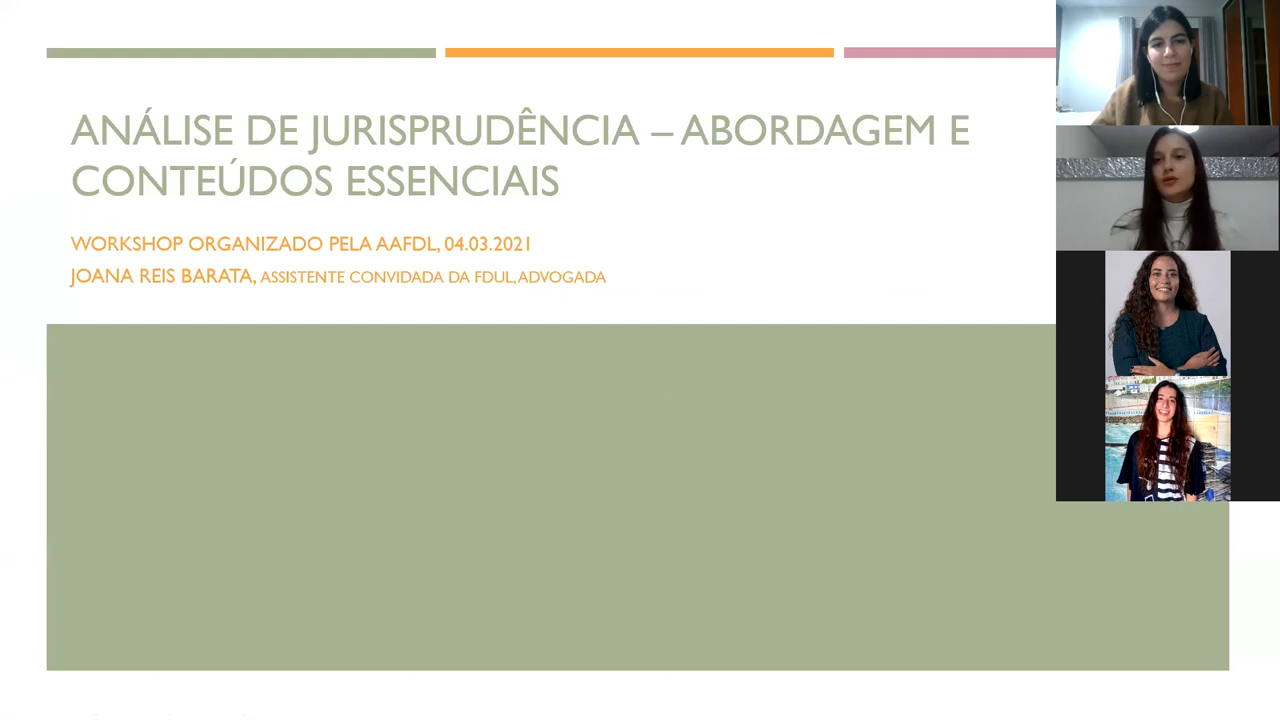 ANÁLISE DE JURISPRUDÊNCIA – ABORDAGEM E
CONTEÚDOS ESSENCIAIS
WORKSHOP ORGANIZADO PELA AAFDL, 04.03.2021
JOANA REIS BARATA, ASSISTENTE CONVIDADA DA FDUL, ADVOGADA